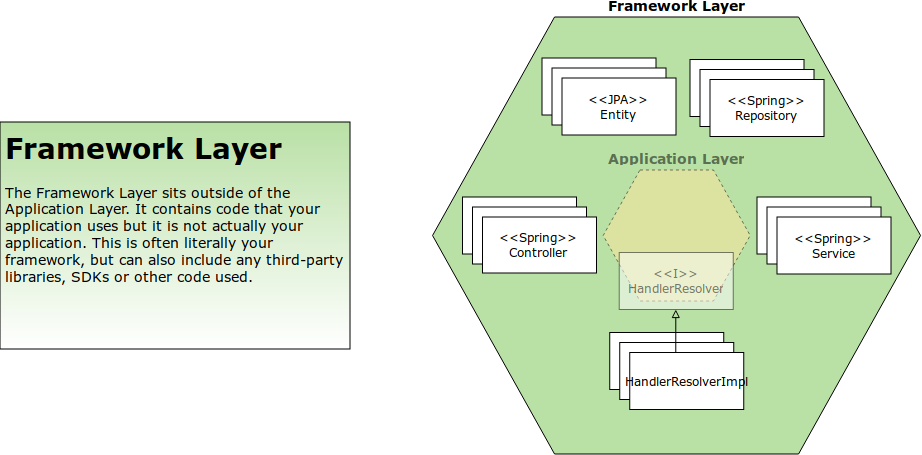 Framework Layer
The Framework Layer sits outside of the
Application Layer. It contains code that your
application uses but it is not actually your
application. This is often literally your
framework, but can also include any third-party
libraries, SDKs or other code used.
Framework Layer
<<JPA>>
Entity
<<Spring>>
Repository
Application Layer
<<Spring>>
Controller
<<Spring>>
Service
<<I>>
HandlerResolver
HandlerResolverImpl